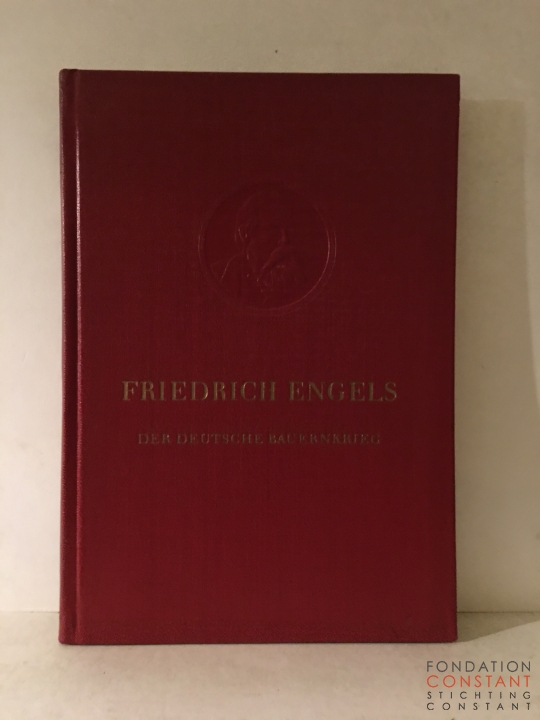 FRIEDRICH ENGELS
DER DEUTSCHE BAUERNKRIEG
FONDATION
CONSTANT
STICHTING
CONSTANT